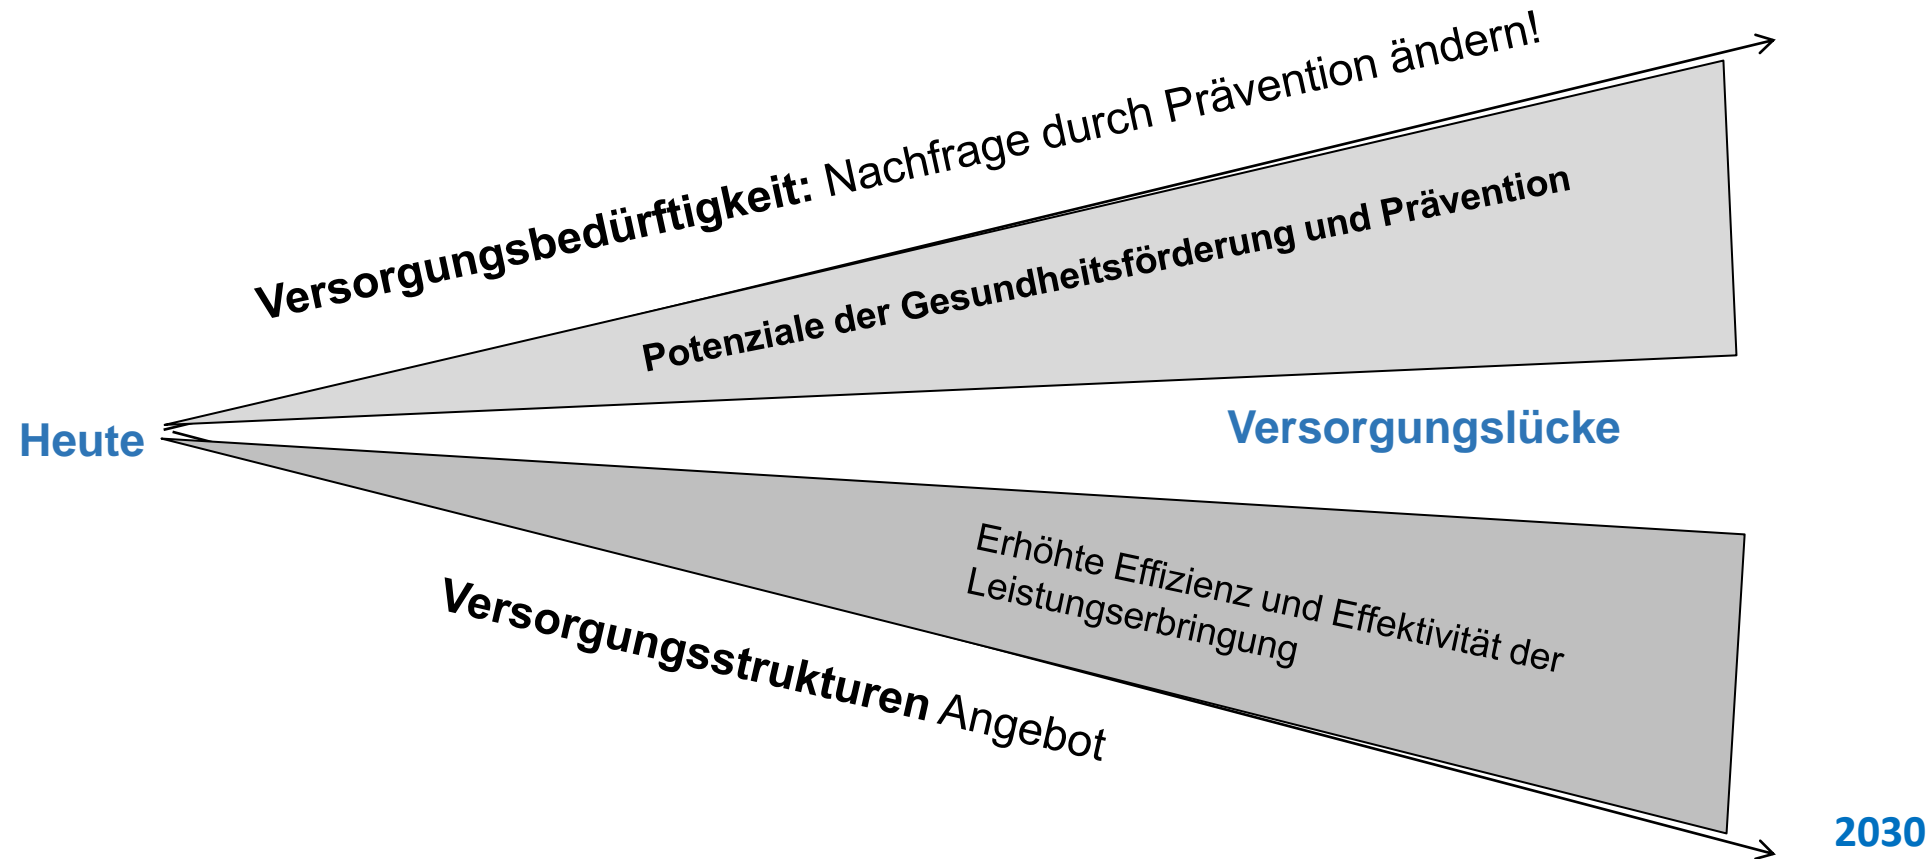 Versorgungsbedürftigkeit: Nachfrage durch Prävention ändern!
Potenziale der Gesundheitsförderung und Prävention
Heute
Versorgungslücke
Erhöhte Effizienz und Effektivität der
Leistungserbringung
Versorgungsstrukturen Angebot
2030